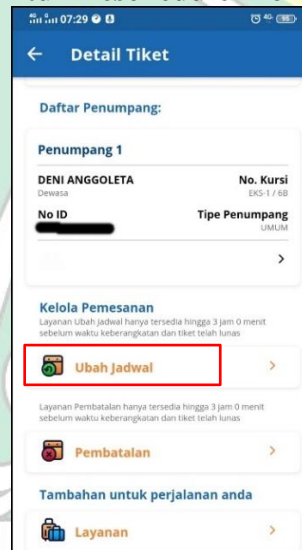 07:29
4G 95
Detail Tiket
Daftar Penumpang:
Penumpang 1
DENI ANGGOLETA No. Kursi
Dewasa EKS-1 / 6B
No ID Tipe Penumpang
UMUM
Kelola Pemesanan
Layanan Ubah Jadwal hanya tersedia hingga 3 jam 0 menit
sebelum waktu keberangkatan dan tiket telah lunas
Ubah Jadwal
Layanan Pembatalan hanya tersedia hingga 3 jam 0 menit
sebelum waktu keberangkatan dan tiket telah lunas
Pembatalan
Tambahan untuk perjalanan anda
Layanan